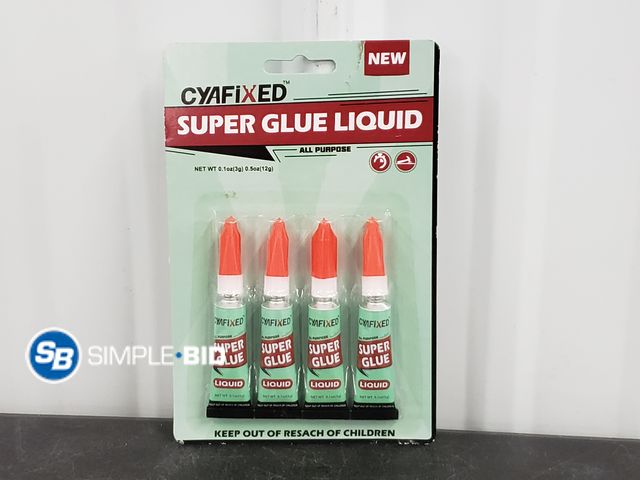 NEW
CYAFIXED™
SUPER GLUE LIQUID
ALL PURPOSE
NET WT 0.1oz(3g) 0.5oz(12g)
CYAFIXED
ALL PURPOSE
SUPER
GLUE
LIQUID
CYAFIXED
SUPER
GLUE
LIQUID
CYAFIXED
SUPER
GLUE
LIQUID
CYAFIXED
SUPER
GLUE
LIQUID
KEEP OUT OF RESACH OF CHILDREN
SB SIMPLE·BID